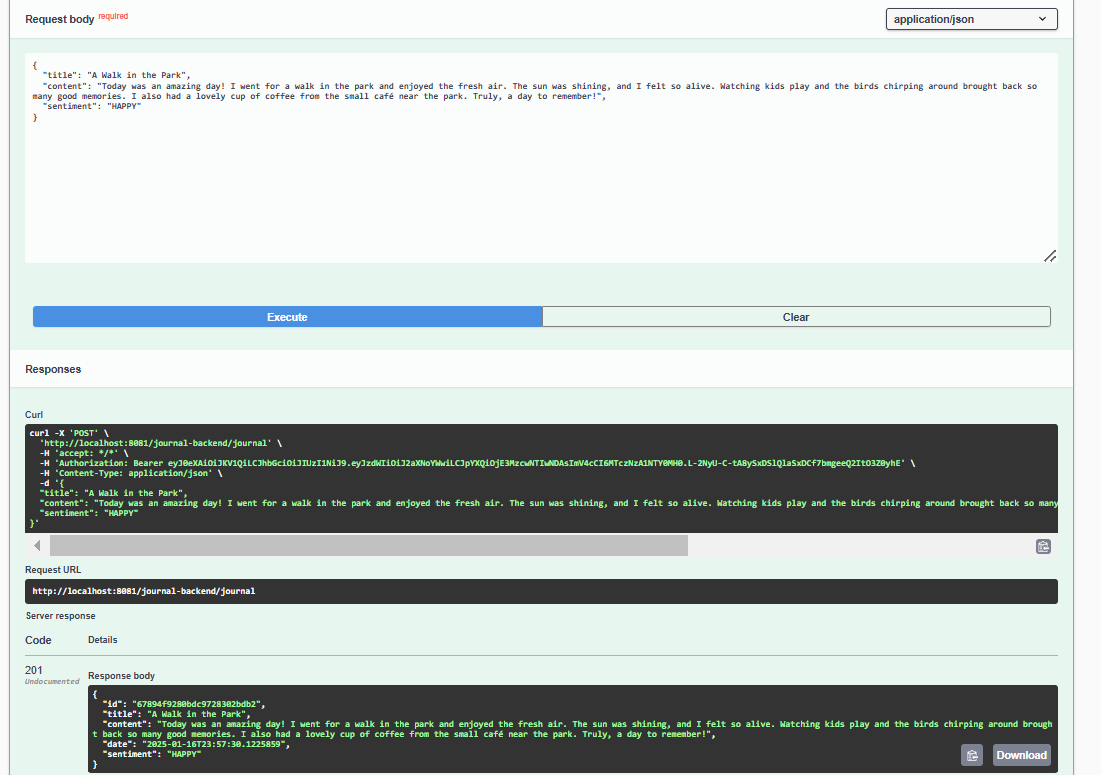 Request body required
application/json
{
"title": "A Walk in the Park",
"content": "Today was an amazing day! I went for a walk in the park and enjoyed the fresh air. The sun was shining, and I felt so alive. Watching kids play and the birds chirping around brought back so
many good memories. I also had a lovely cup of coffee from the small café near the park. Truly, a day to remember!",
"sentiment": "HAPPY"
}
Execute
Clear
Responses
Curl
curl -X 'POST' \
'http://localhost:8081/journal-backend/journal' \
-H 'accept: */*' \
-H 'Authorization: Bearer \
-H 'Content-Type: application/json' \
-d '{
"title": "A Walk in the Park",
"content": "Today was an amazing day! I went for a walk in the park and enjoyed the fresh air. The sun was shining, and I felt so alive. Watching kids play and the birds chirping around brought back so many
"sentiment": "HAPPY"
}'
Request URL
http://localhost:8081/journal-backend/journal
Server response
Code
Details
201
Undocumented
Response body
{
"id": "67894f9280bdc9728302bdb2",
"title": "A Walk in the Park",
"content": "Today was an amazing day! I went for a walk in the park and enjoyed the fresh air. The sun was shining, and I felt so alive. Watching kids play and the birds chirping around brough
t back so many good memories. I also had a lovely cup of coffee from the small café near the park. Truly, a day to remember!",
"date": "2025-01-16T23:57:30.1225859",
"sentiment": "HAPPY"
}
Download